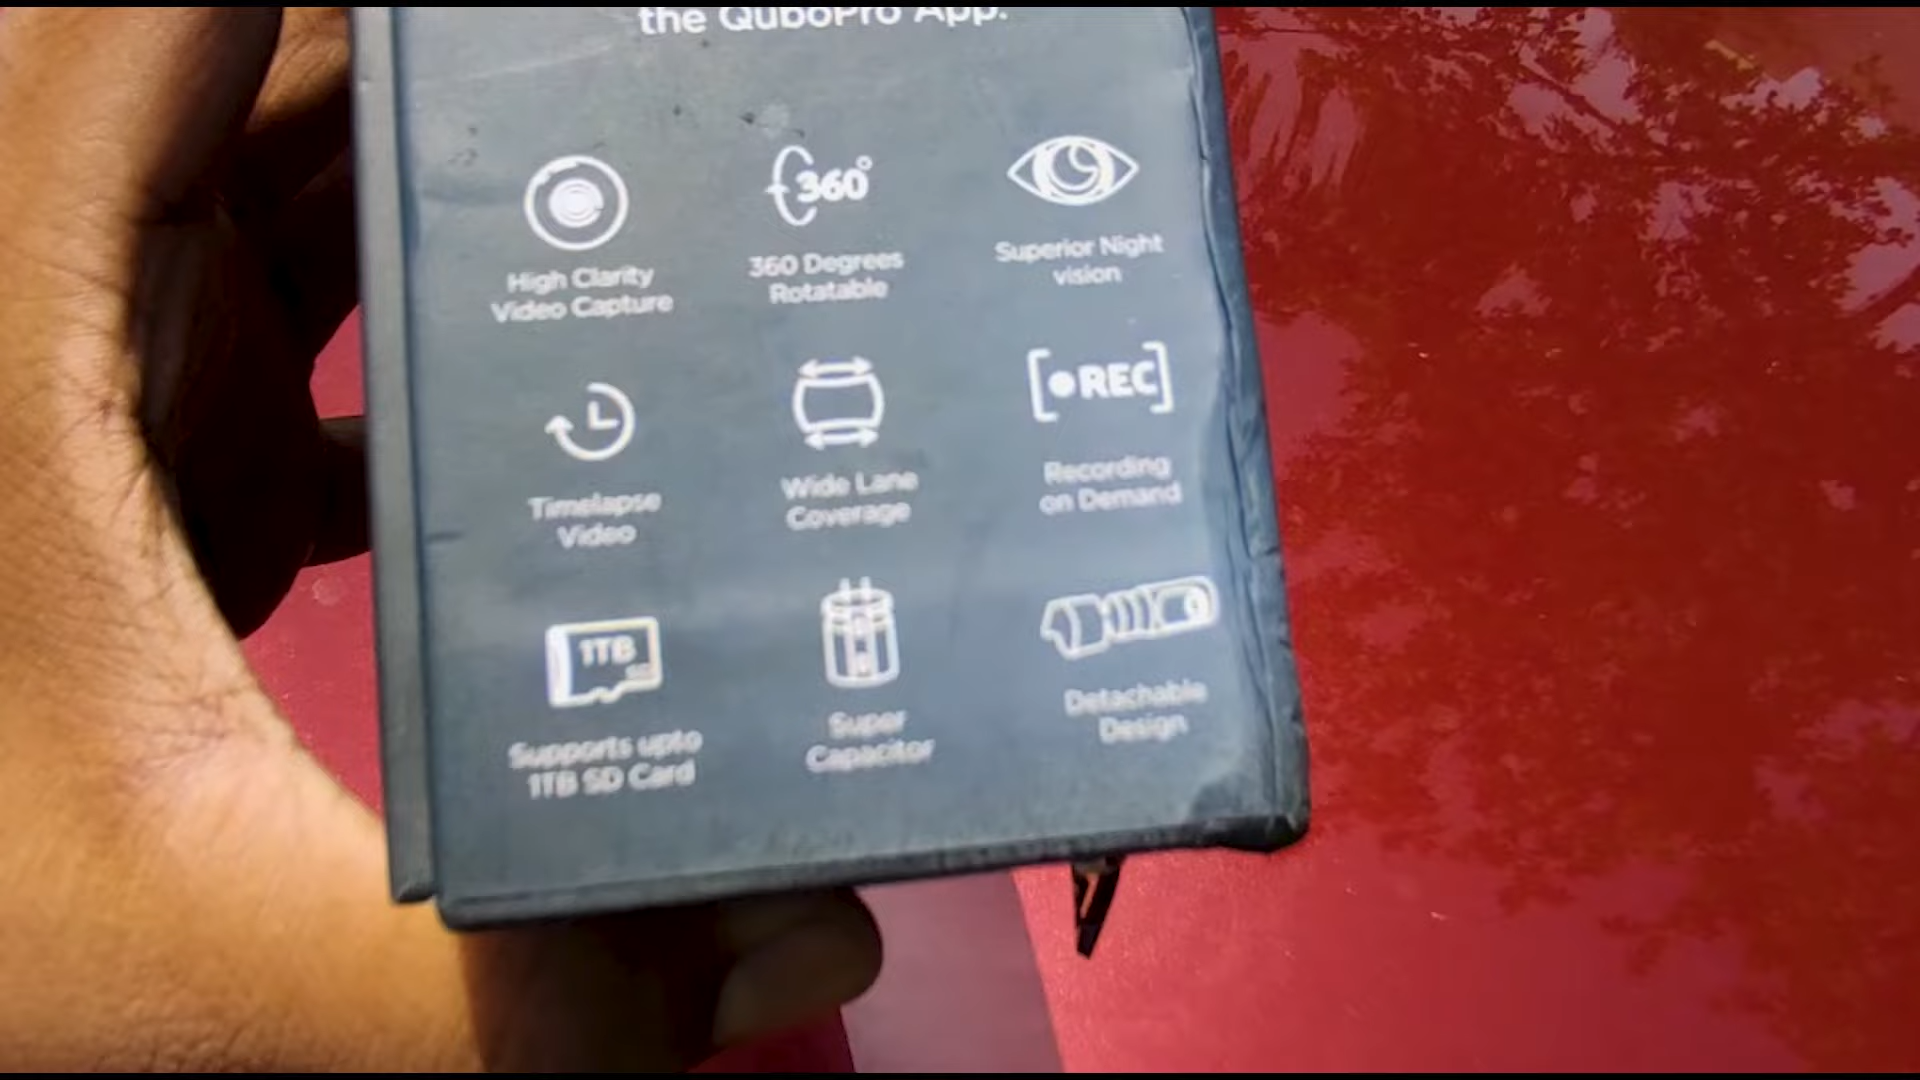 the QuboPro App.
360°
High Clarity
Video Capture
360 Degrees
Rotatable
Superior Night
vision
REC
Timelapse
Video
Wide Lane
Coverage
Recording
on Demand
1TB
Supports upto
1TB SD Card
Super
Capacitor
Detachable
Design